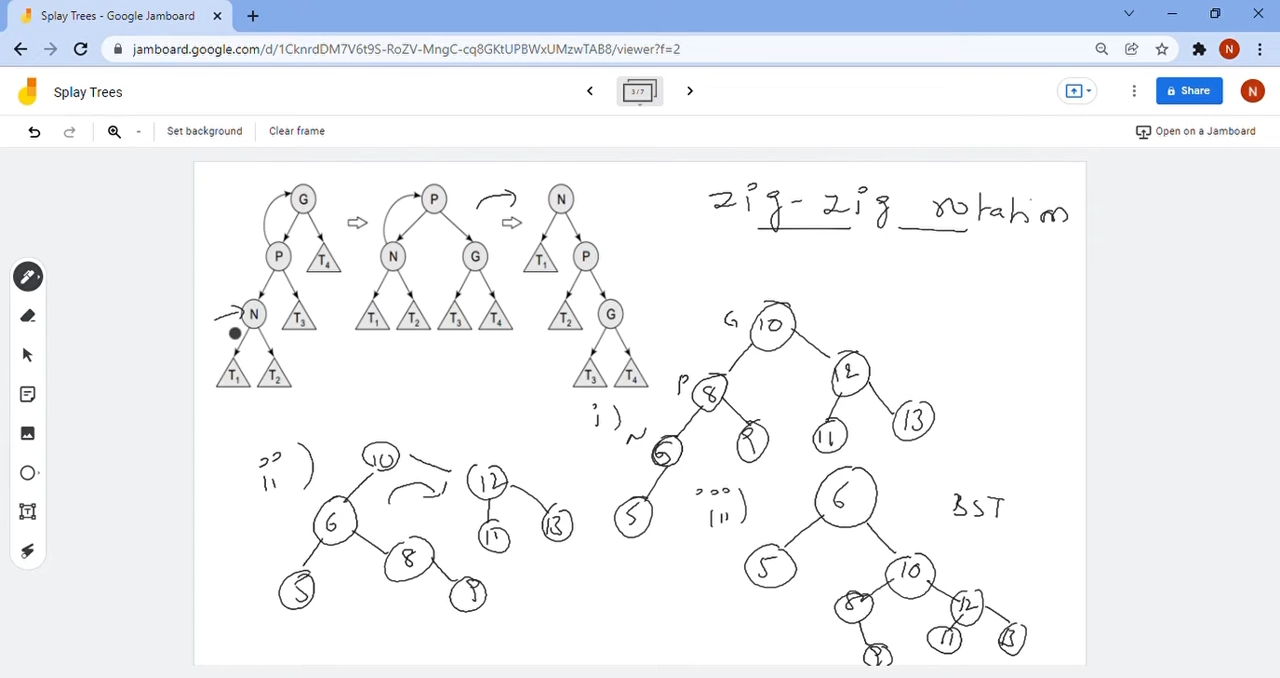 Splay Trees - Google Jamboard
jamboard.google.com/d/1CknrdDM7V6t9S-RoZV-MngC-cq8GKtUPBWxUMzwTAB8/viewer?f=2
N
Splay Trees
3/7
Share
N
Set background
Clear frame
Open on a Jamboard
G
P
N
T4
T3
T1
T2
P
N
G
T1
T2
T3
T4
N
T1
P
T2
G
T3
T4
zig-zig rotation
i)
G 10
P 8
12
N 6
9
11
13
5
ii)
10
6
12
5
8
11
13
9
iii)
6
BST
5
10
8
12
9
11
13